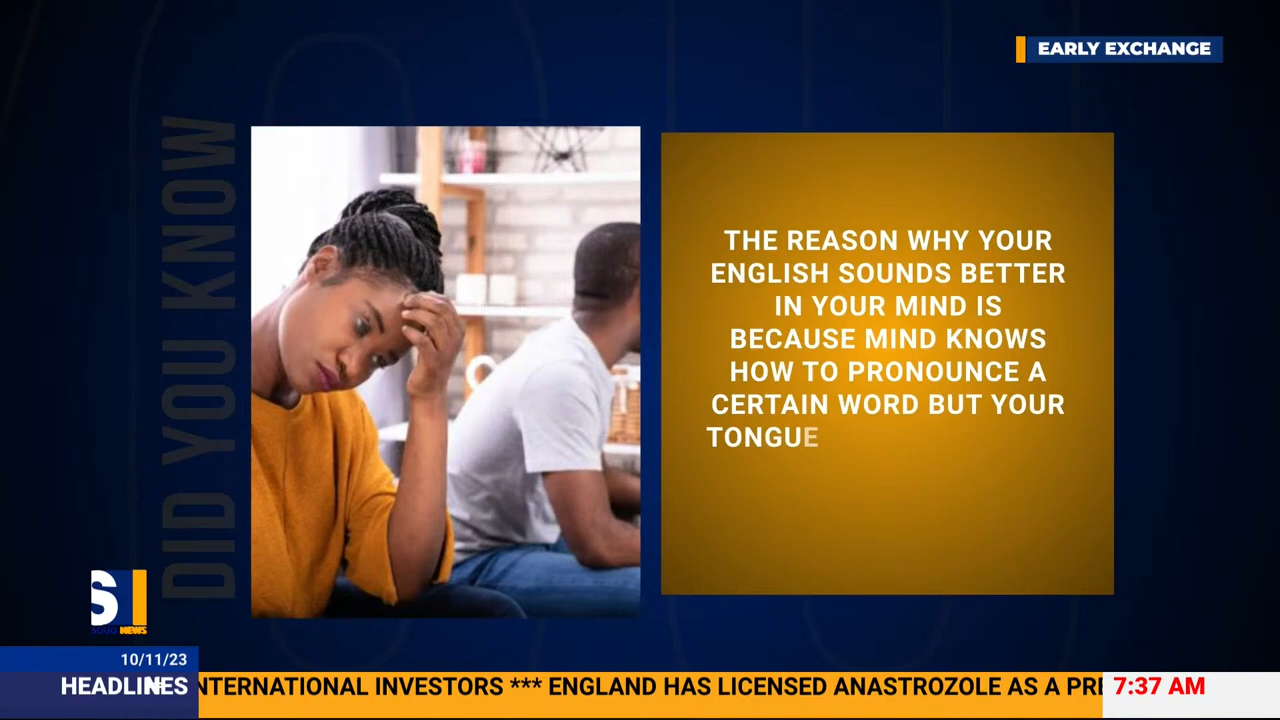 EARLY EXCHANGE
DID YOU KNOW
THE REASON WHY YOUR
ENGLISH SOUNDS BETTER
IN YOUR MIND IS
BECAUSE MIND KNOWS
HOW TO PRONOUNCE A
CERTAIN WORD BUT YOUR
TONGUE
NEWS
10/11/23
HEADLINES
NTERNATIONAL INVESTORS *** ENGLAND HAS LICENSED ANASTROZOLE AS A PRE
7:37 AM